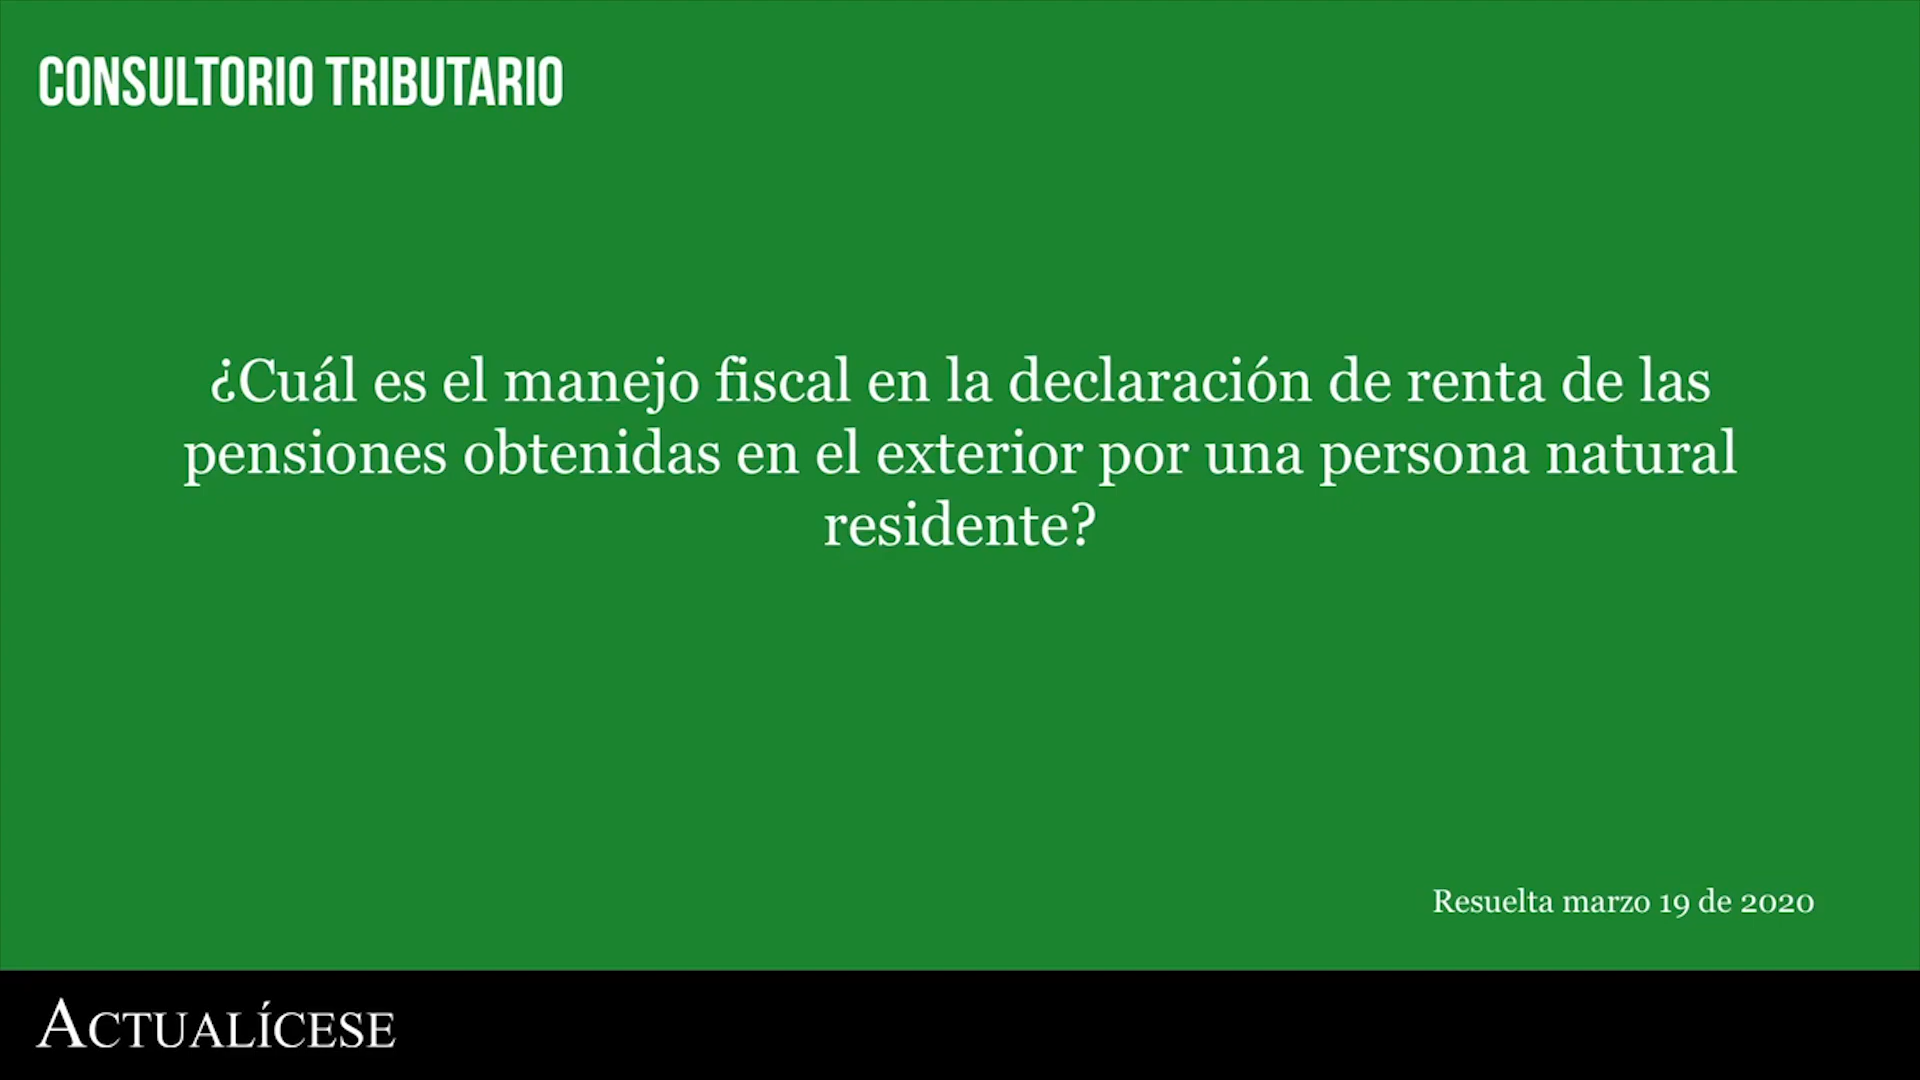 CONSULTORIO TRIBUTARIO
¿Cuál es el manejo fiscal en la declaración de renta de las
pensiones obtenidas en el exterior por una persona natural
residente?
Resuelta marzo 19 de 2020
ACTUALÍCESE